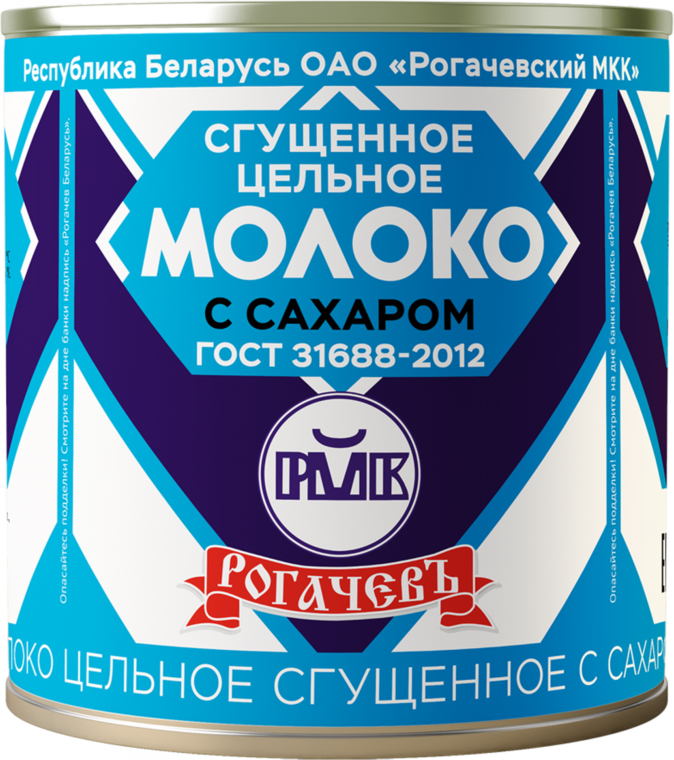 Республика Беларусь ОАО «Рогачевский МКК»
СГУЩЕННОЕ
ЦЕЛЬНОЕ
МОЛОКО
С САХАРОМ
ГОСТ 31688-2012
РМКК
РОГАЧЕВЪ
Опасайтесь подделки! Смотрите на дне банки надпись «Рогачев Беларусь».
Опасайтесь подделки! Смотрите на дне банки надпись «Рогачев Беларусь».
ЛОКО ЦЕЛЬНОЕ СГУЩЕННОЕ С САХАР